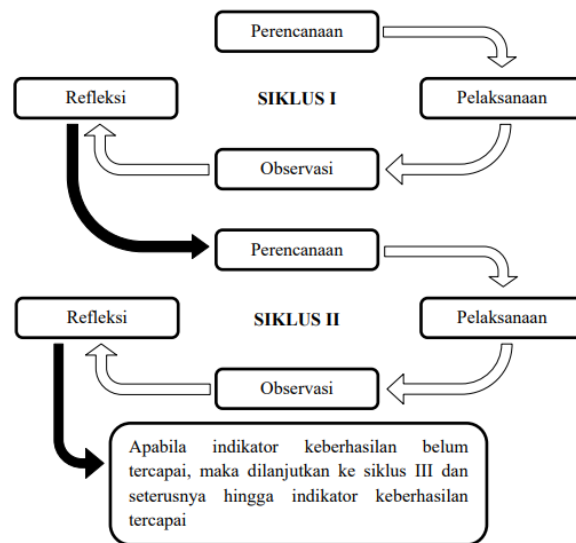 Perencanaan
Refleksi
SIKLUS I
Pelaksanaan
Observasi
Perencanaan
Refleksi
SIKLUS II
Pelaksanaan
Observasi
Apabila indikator keberhasilan belum
tercapai, maka dilanjutkan ke siklus III dan
seterusnya hingga indikator keberhasilan
tercapai